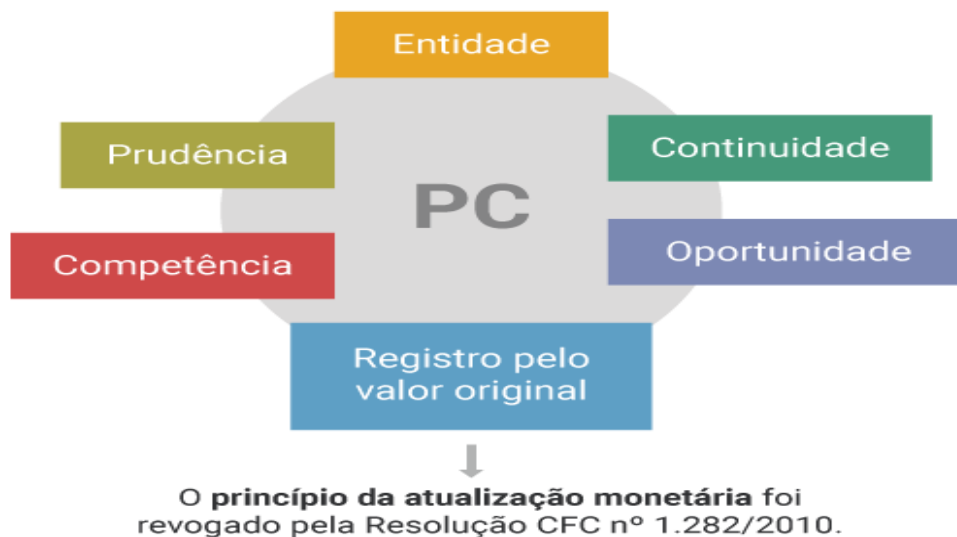 Entidade
Prudência
Continuidade
PC
Competência
Oportunidade
Registro pelo
valor original
O princípio da atualização monetária foi
revogado pela Resolução CFC nº 1.282/2010.